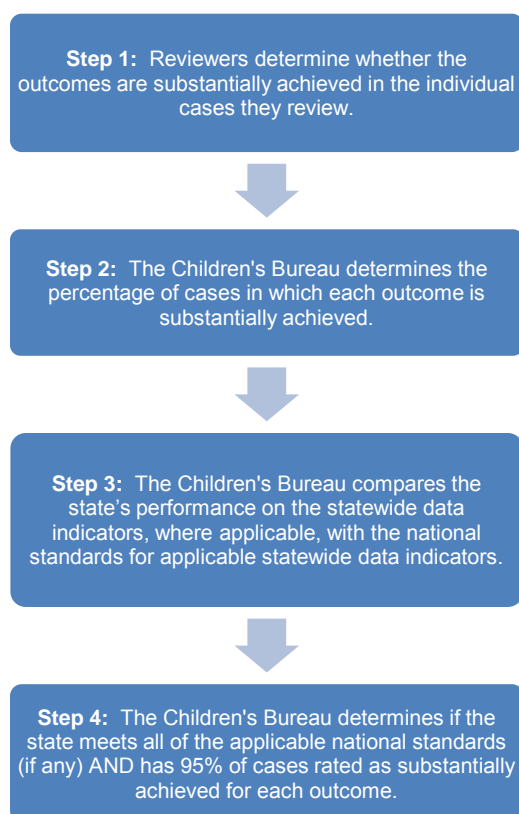 Step 1: Reviewers determine whether the
outcomes are substantially achieved in the individual
cases they review.
Step 2: The Children's Bureau determines the
percentage of cases in which each outcome is
substantially achieved.
Step 3: The Children's Bureau compares the
state’s performance on the statewide data
indicators, where applicable, with the national
standards for applicable statewide data indicators.
Step 4: The Children's Bureau determines if the
state meets all of the applicable national standards
(if any) AND has 95% of cases rated as substantially
achieved for each outcome.